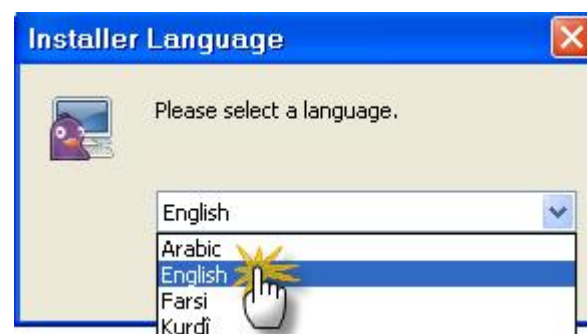 Installer Language
Please select a language.
English
Arabic
English
Farsi
Kurdî